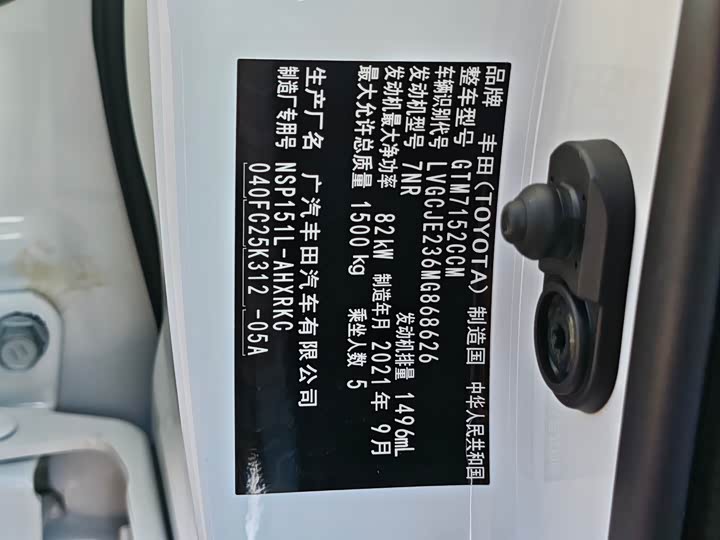 品牌 丰田(TOYOTA) 制造国 中华人民共和国
整车型号 GTM7152CCM
车辆识别代号 LVGCJE236MG868626
发动机型号 7NR 发动机排量 1496mL
发动机最大净功率 82kW 制造年月 2021年9月
最大允许总质量 1500kg 乘坐人数 5
生产厂名 广汽丰田汽车有限公司
制造厂专用号 NSP151L-AHXRKC
040FC25K312 -05A